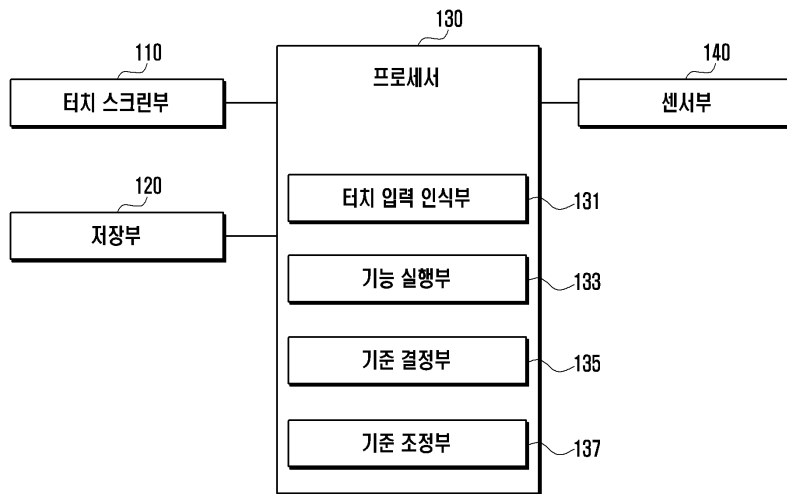 130
110
140
터치 스크린부
프로세서
센서부
120
터치 입력 인식부
131
저장부
기능 실행부
133
기준 결정부
135
기준 조정부
137